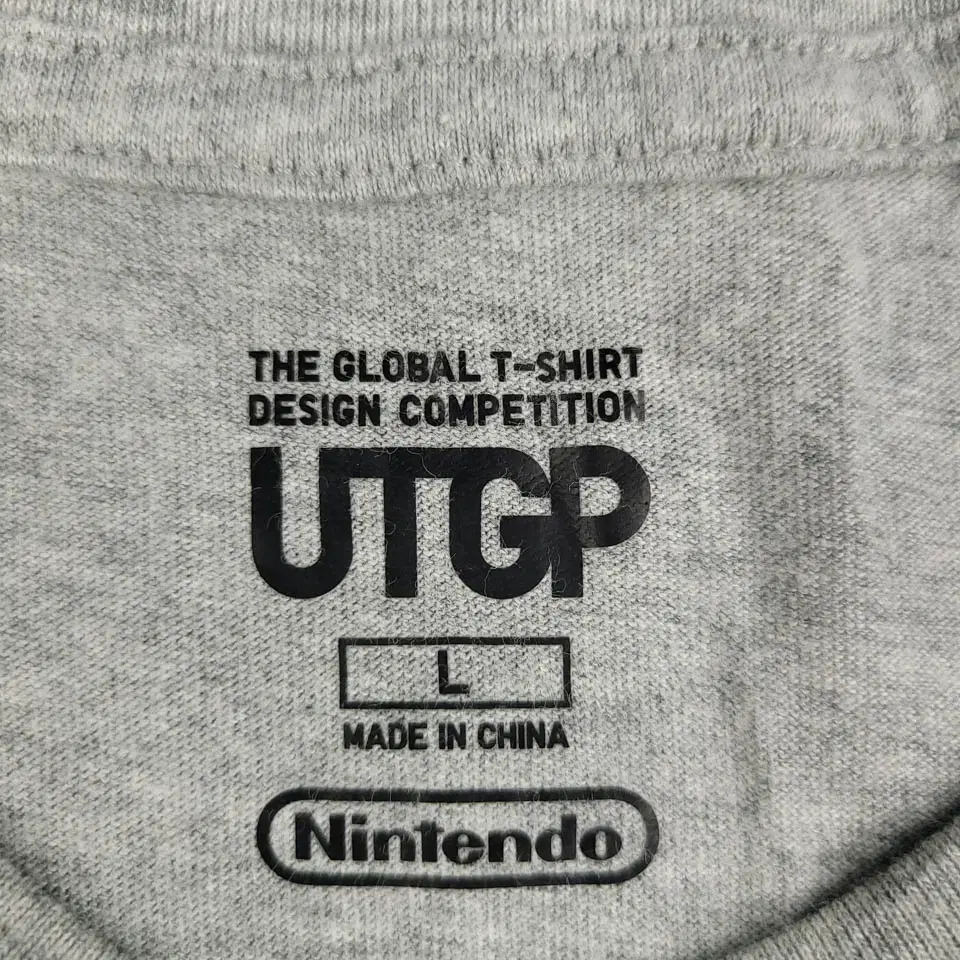 THE GLOBAL T-SHIRT
DESIGN COMPETITION
UTGP
L
MADE IN CHINA
Nintendo